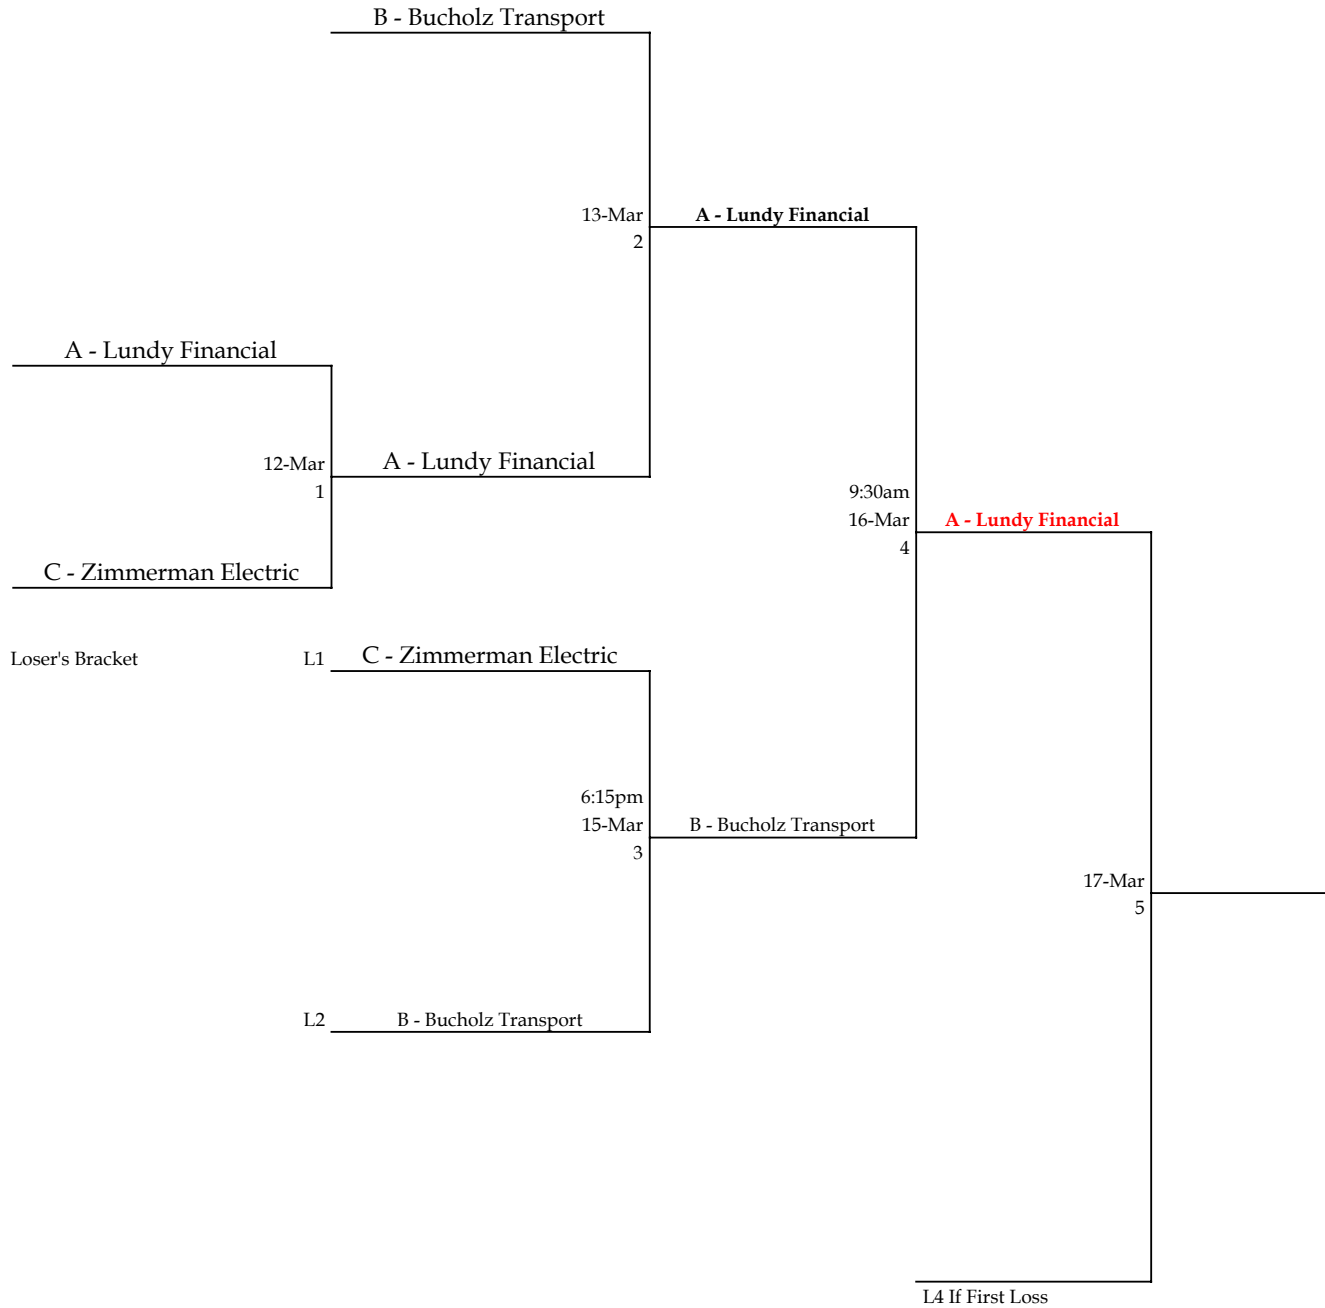 B - Bucholz Transport
13-Mar
A - Lundy Financial
2
A - Lundy Financial
12-Mar
A - Lundy Financial
1
9:30am
16-Mar
A - Lundy Financial
4
C - Zimmerman Electric
Loser's Bracket
L1
C - Zimmerman Electric
6:15pm
15-Mar
B - Bucholz Transport
3
17-Mar
5
L2
B - Bucholz Transport
L4 If First Loss